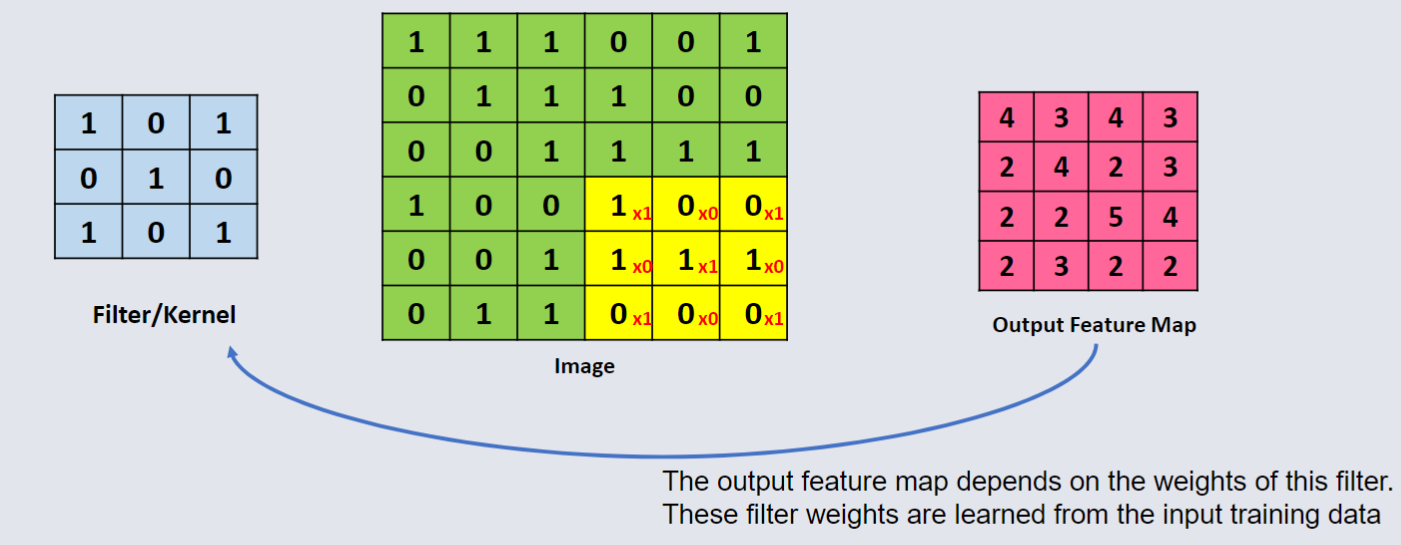 1 0 1
0 1 0
1 0 1
Filter/Kernel
1 1 1 0 0 1
0 1 1 1 0 0
0 0 1 1 1 1
1 0 0 1 x1 0 x0 0 x1
0 0 1 1 x0 1 x1 1 x0
0 1 1 0 x1 0 x0 0 x1
Image
4 3 4 3
2 4 2 3
2 2 5 4
2 3 2 2
Output Feature Map
The output feature map depends on the weights of this filter.
These filter weights are learned from the input training data